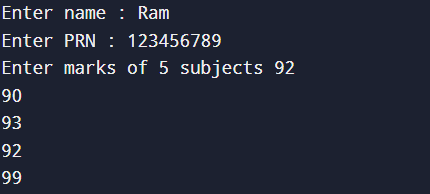 Enter name : Ram
Enter PRN : 123456789
Enter marks of 5 subjects 92
90
93
92
99